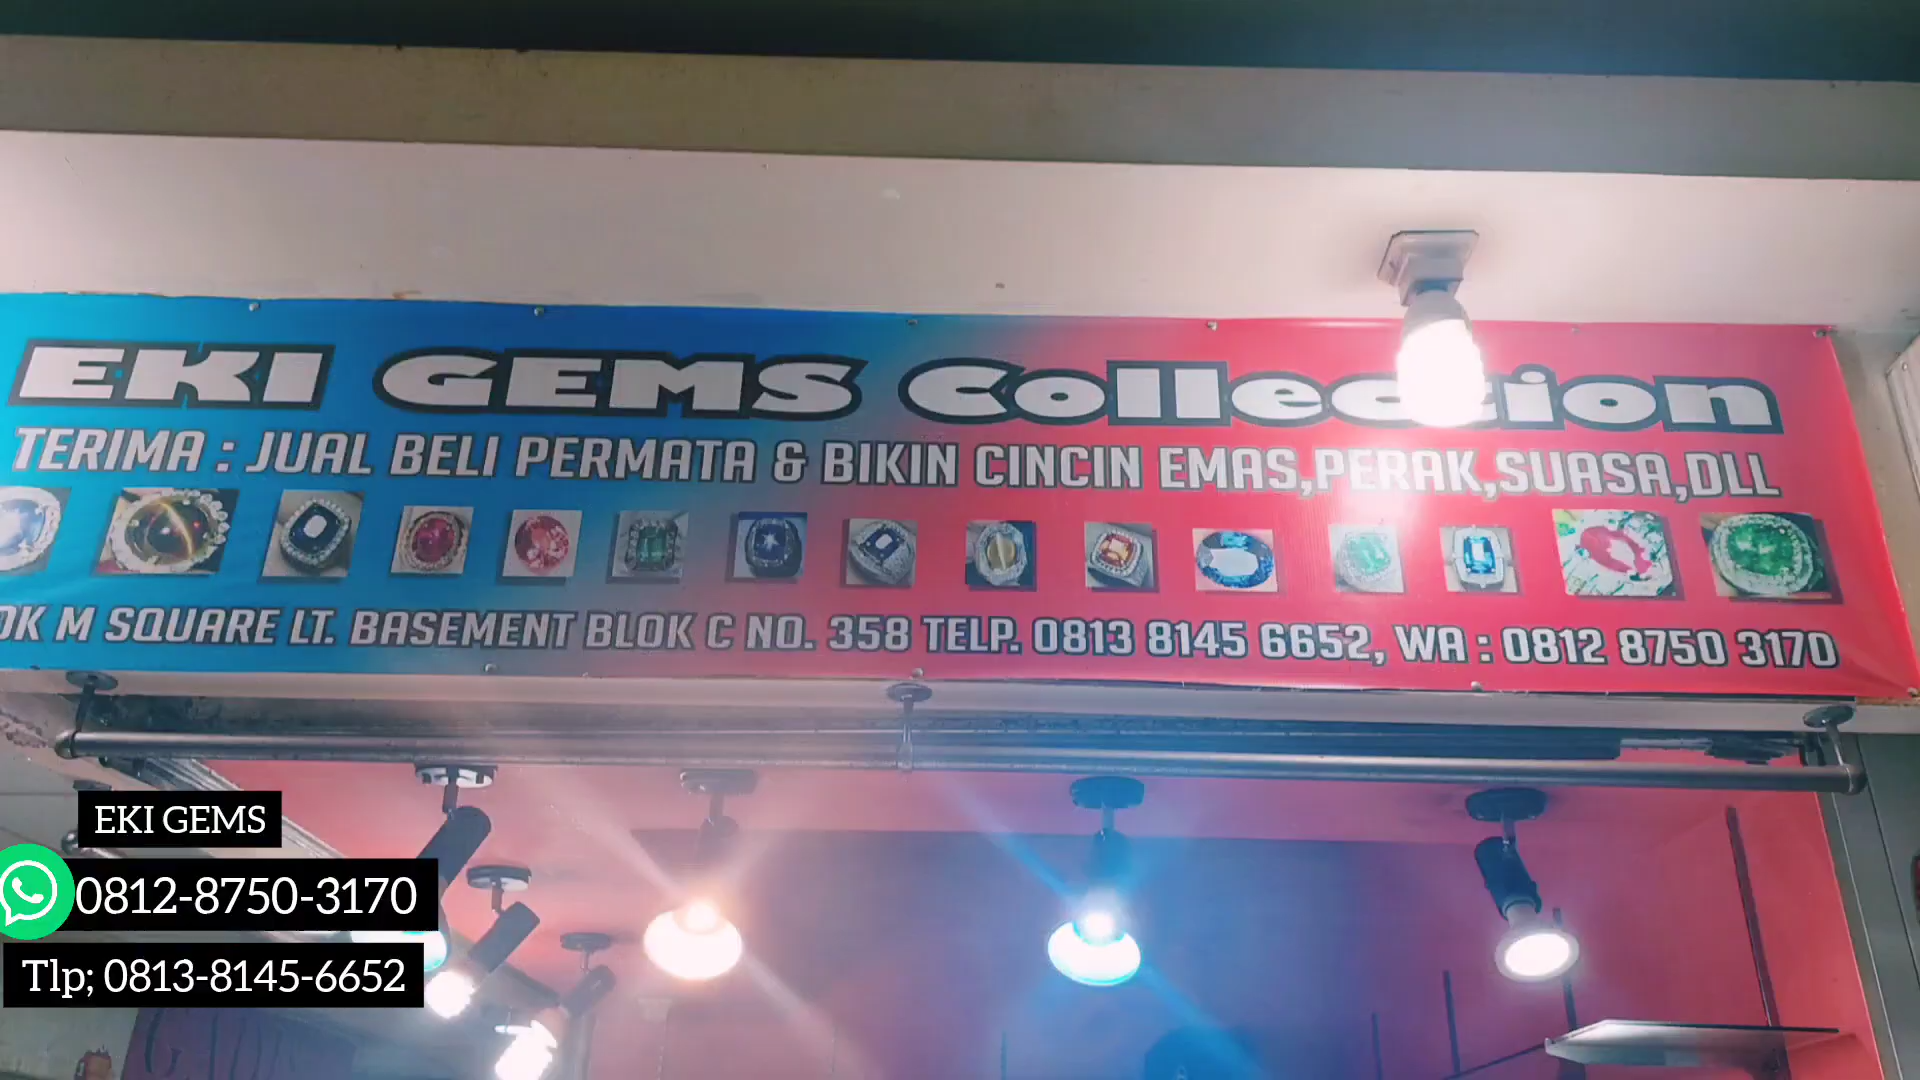 EKI GEMS Collection
TERIMA : JUAL BELI PERMATA & BIKIN CINCIN EMAS,PERAK,SUASA,DLL
M SQUARE LT. BASEMENT BLOK C NO. 358 TELP. 0813 8145 6652, WA : 0812 8750 3170
EKI GEMS
0812-8750-3170
Tlp; 0813-8145-6652